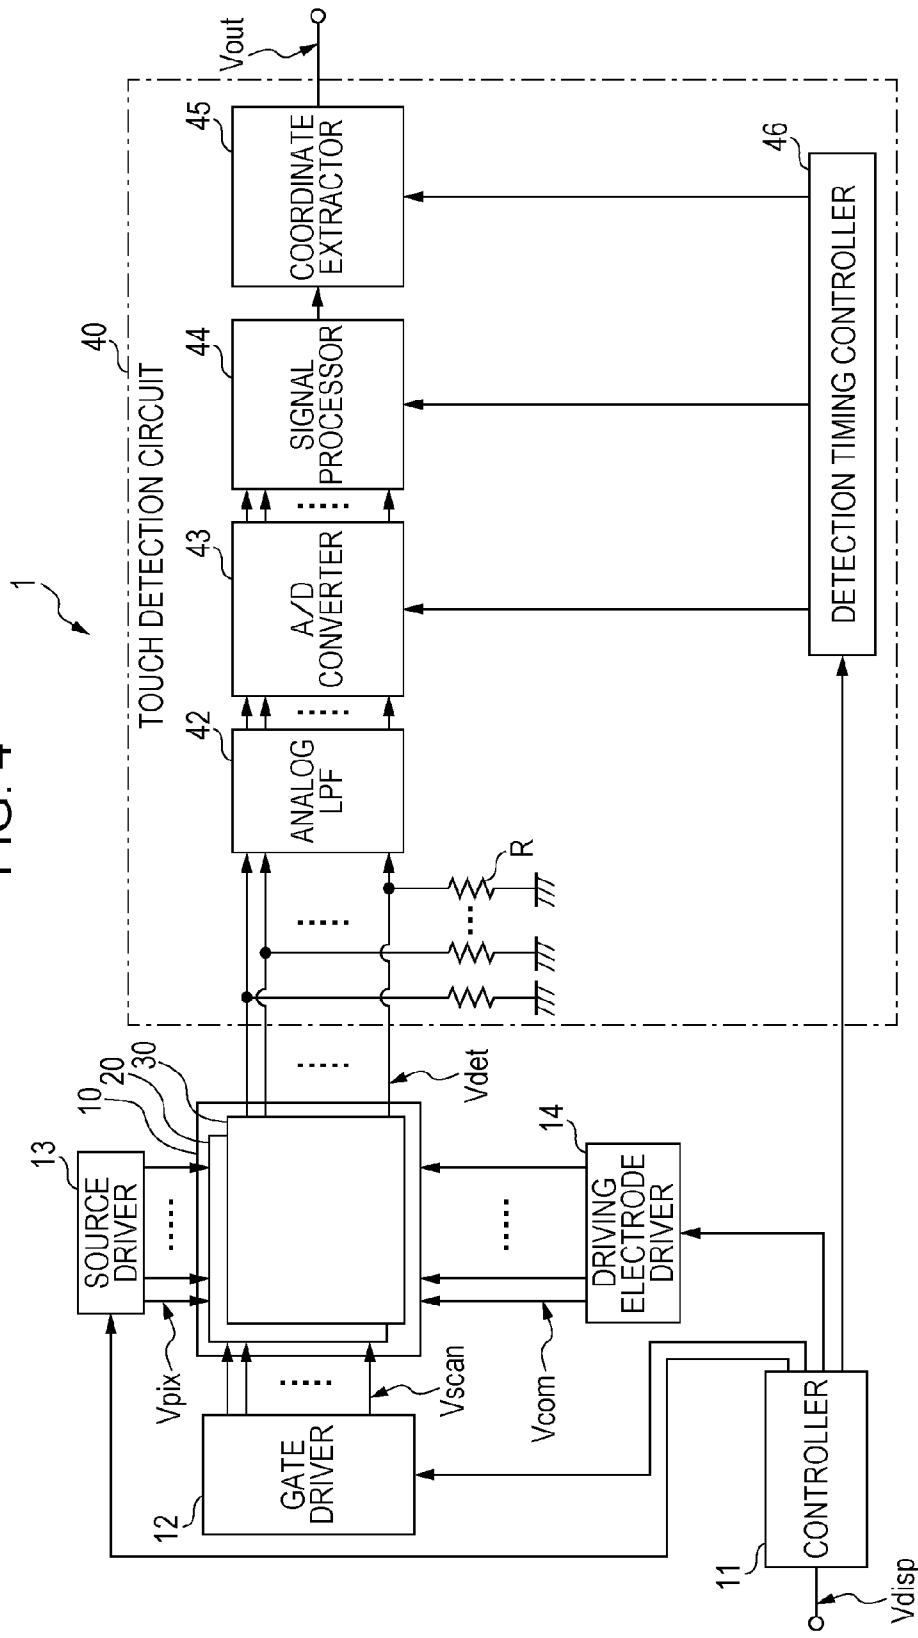 FIG. 4
1
40
TOUCH DETECTION CIRCUIT
13
SOURCE
DRIVER
Vpix
10
20
30
12
GATE
DRIVER
Vscan
Vdet
42
ANALOG
LPF
43
A/D
CONVERTER
44
SIGNAL
PROCESSOR
45
COORDINATE
EXTRACTOR
Vout
R
14
DRIVING
ELECTRODE
DRIVER
Vcom
11
CONTROLLER
Vdisp
46
DETECTION TIMING CONTROLLER